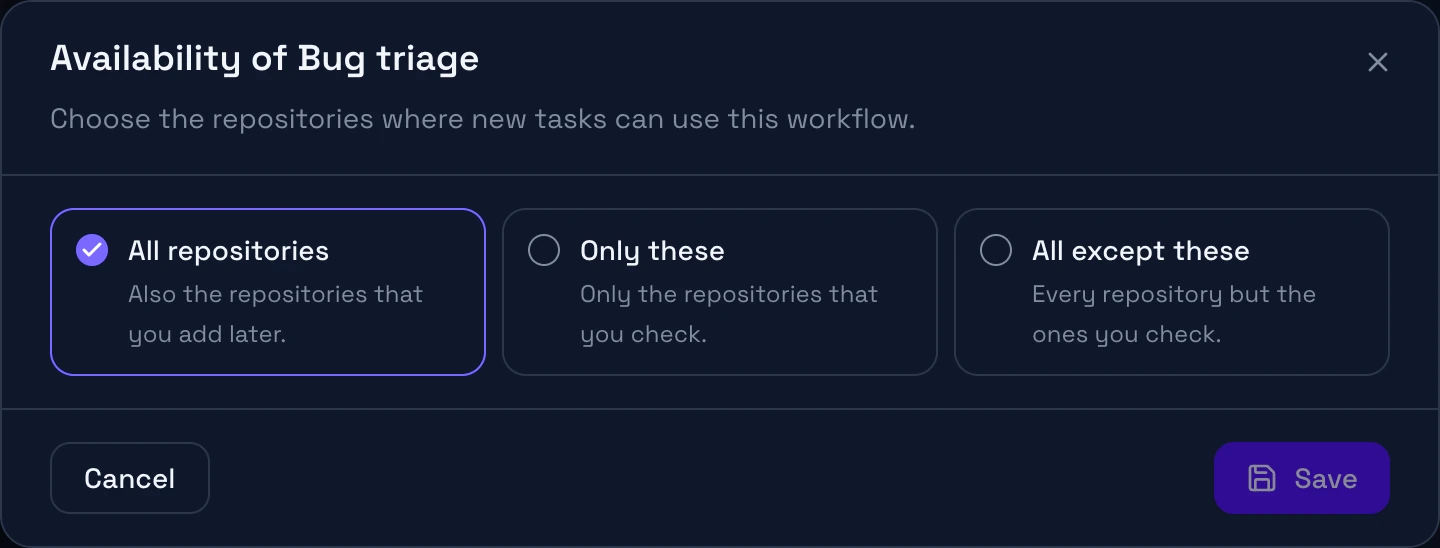 Availability of Bug triage
Choose the repositories where new tasks can use this workflow.
All repositories
Also the repositories that
you add later.
Only these
Only the repositories that
you check.
All except these
Every repository but the
ones you check.
Cancel
Save